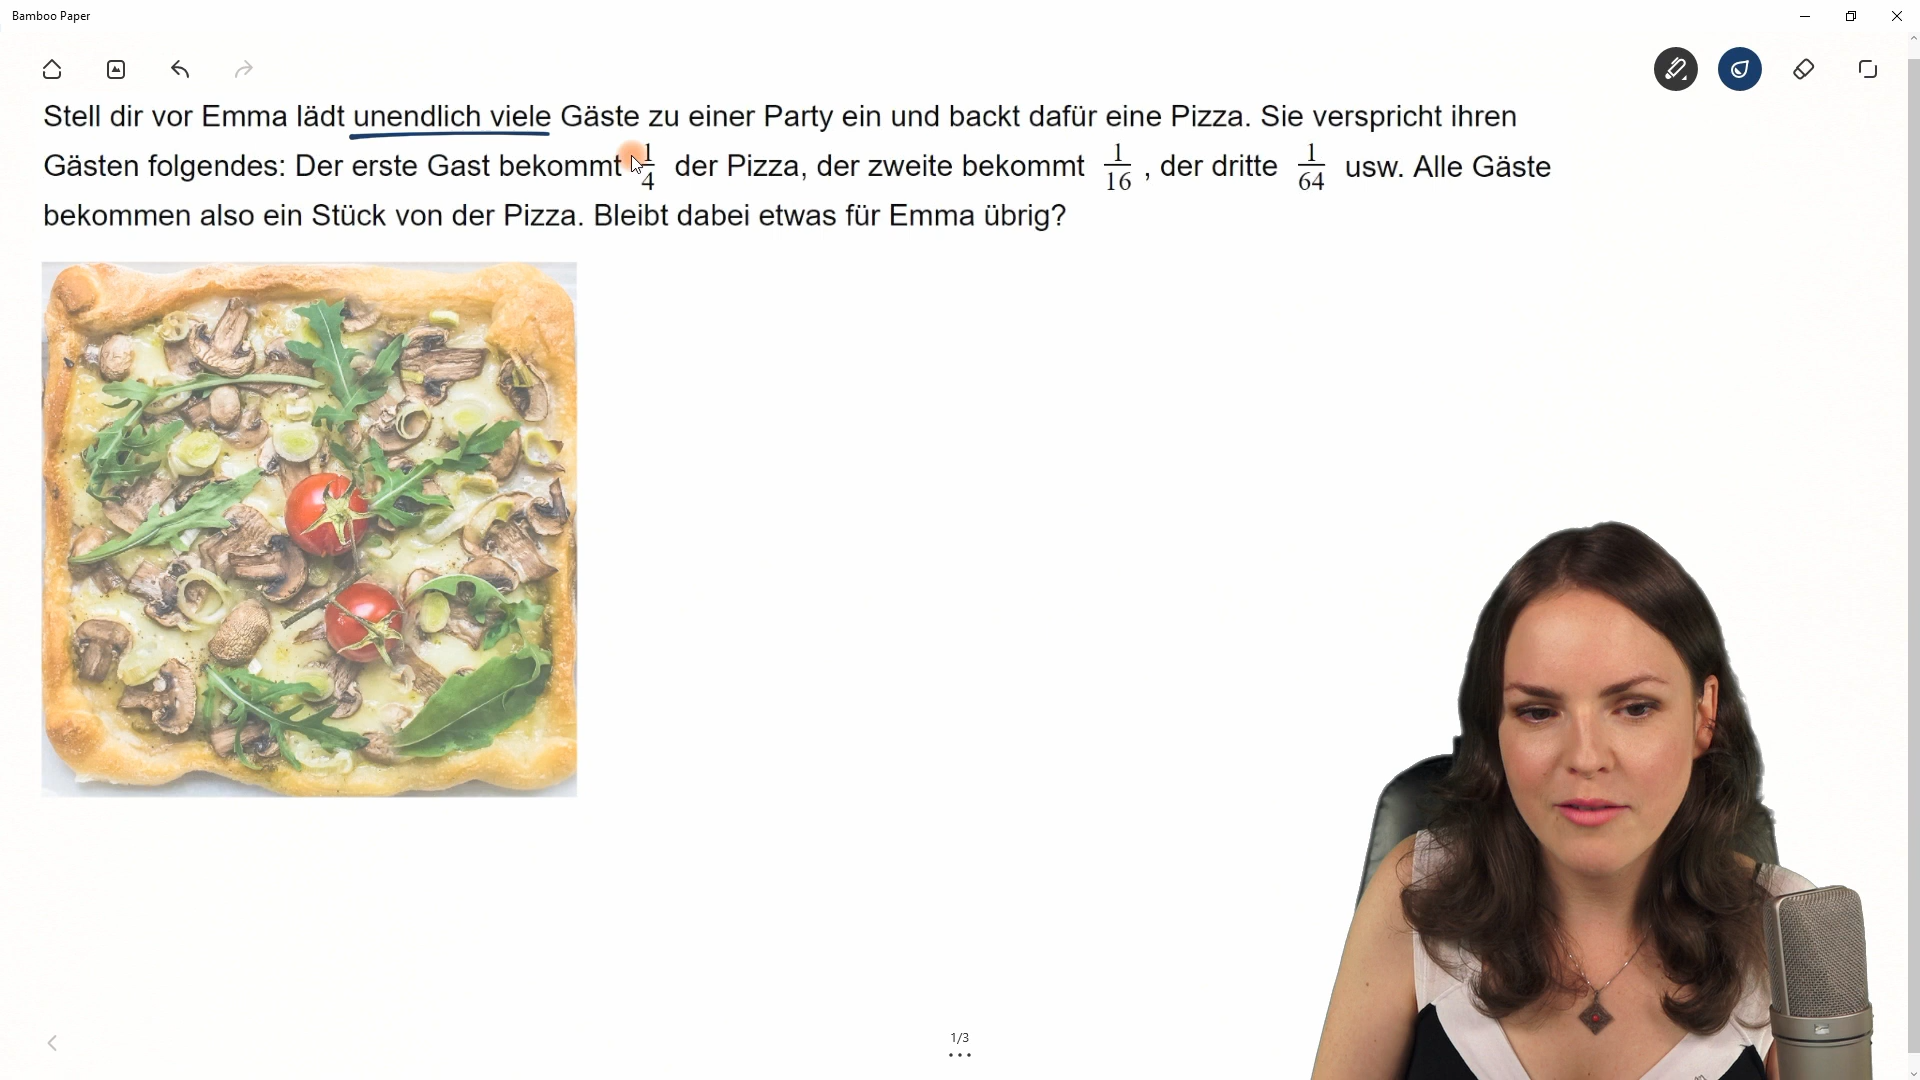 Bamboo Paper
Stell dir vor Emma lädt unendlich viele Gäste zu einer Party ein und backt dafür eine Pizza. Sie verspricht ihren
Gästen folgendes: Der erste Gast bekommt 1/4 der Pizza, der zweite bekommt 1/16 , der dritte 1/64 usw. Alle Gäste
bekommen also ein Stück von der Pizza. Bleibt dabei etwas für Emma übrig?
1/3